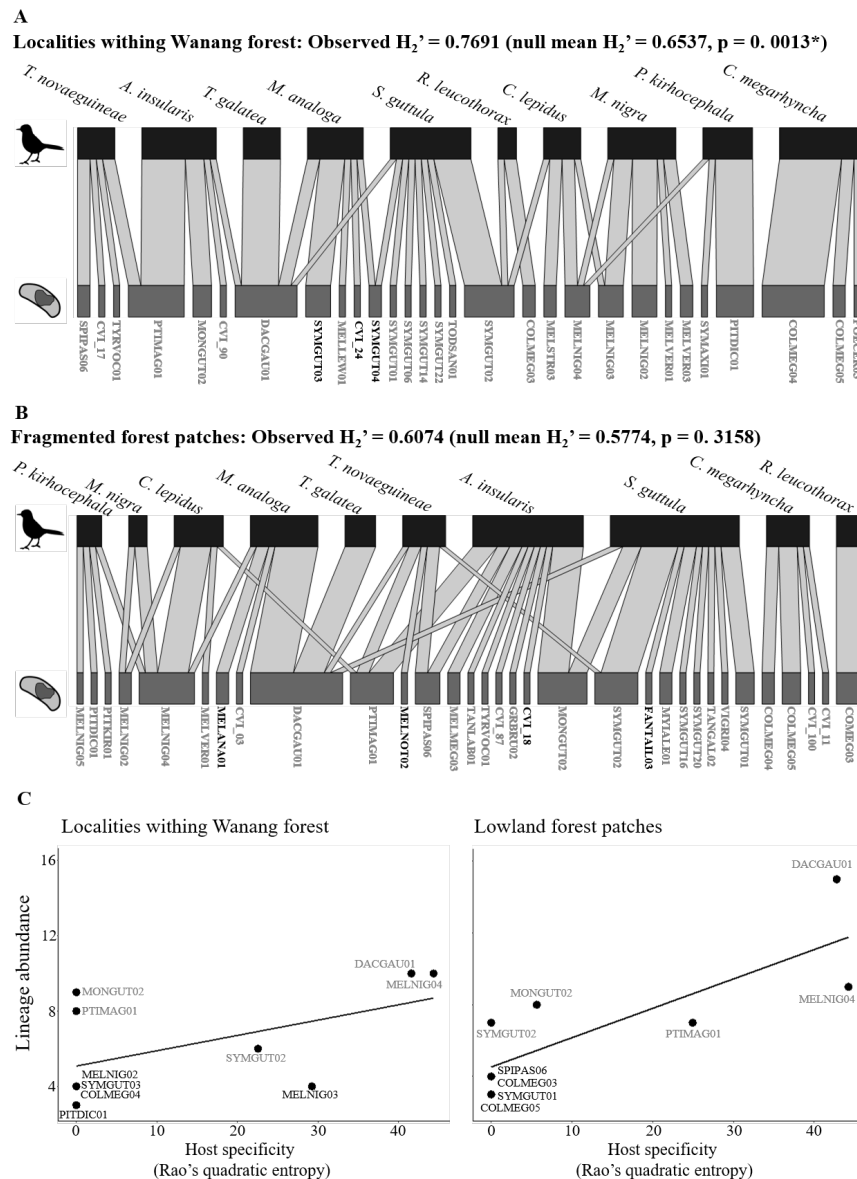 A
Localities withing Wanang forest: Observed H2' = 0.7691 (null mean H2' = 0.6537, p = 0. 0013*)
T. novaeguineae
A. insularis
T. galatea
M. analoga
S. guttula
R. leucothorax
C. lepidus
M. nigra
P. kirhocephala
C. megarhyncha
SPIPAS06
CVI_17
TYRVOC01
PTIMAG01
MONGUT02
CVI_90
DACGAU01
SYMGUT03
MELLEW01
CVI_24
SYMGUT04
SYMGUT01
SYMGUT06
SYMGUT14
SYMGUT22
TODSAN01
SYMGUT02
COLMEG03
MELSTR03
MELNIG04
MELNIG03
MELNIG02
MELVER01
MELVER03
SYMAXI01
PITDIC01
COLMEG04
COLMEG05
B
Fragmented forest patches: Observed H2' = 0.6074 (null mean H2' = 0.5774, p = 0. 3158)
P. kirhocephala
M. nigra
C. lepidus
M. analoga
T. galatea
T. novaeguineae
A. insularis
S. guttula
C. megarhyncha
R. leucothorax
MELNIG05
PITDIC01
PITKIR01
MELNIG02
MELNIG04
MELVER01
MELANA01
CVI_03
DACGAU01
PTIMAG01
MELNOT02
SPIPAS06
MELMEG03
TANLAB01
TYRVOC01
CVI_87
GRBRU02
CVI_18
MONGUT02
SYMGUT02
FANTAIL03
MYIALE01
SYMGUT16
SYMGUT20
TANGAL02
VIGRI04
SYMGUT01
COLMEG04
COLMEG05
CVI_100
CVI_11
COMEG03
C
Localities withing Wanang forest
Lowland forest patches
Lineage abundance
16
12
8
4
DACGAU01
MELNIG04
MONGUT02
PTIMAG01
SYMGUT02
MELNIG02
SYMGUT03
COLMEG04
MELNIG03
PITDIC01
0
20
40
Host specificity
(Rao's quadratic entropy)
DACGAU01
MONGUT02
MELNIG04
SYMGUT02
PTIMAG01
SPIPAS06
COLMEG03
SYMGUT01
COLMEG05
0
20
40
Host specificity
(Rao's quadratic entropy)